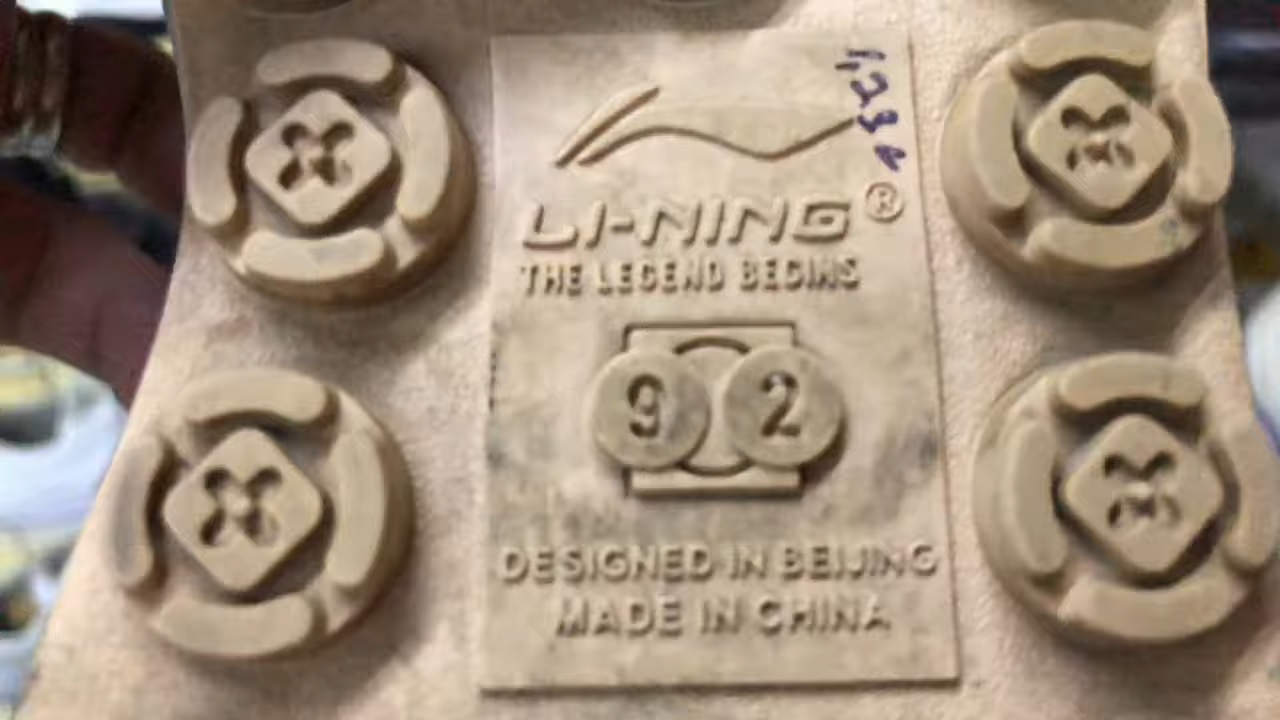 LI-NING®
THE LEGEND BEGINS
9 2
DESIGNED IN BEIJING
MADE IN CHINA